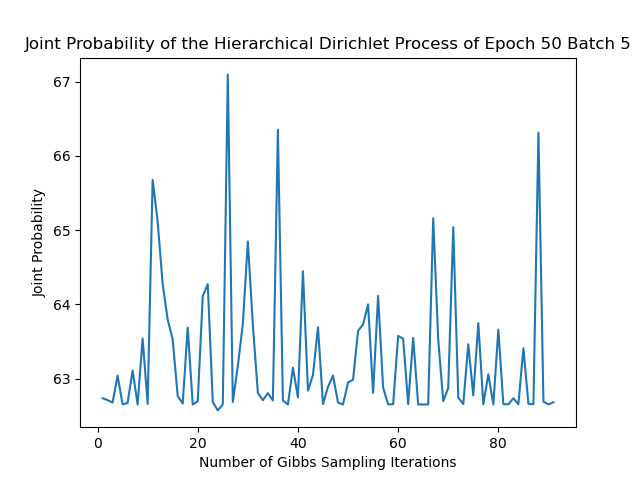 Joint Probability of the Hierarchical Dirichlet Process of Epoch 50 Batch 5
67
66
65
64
63
Joint Probability
0 20 40 60 80
Number of Gibbs Sampling Iterations